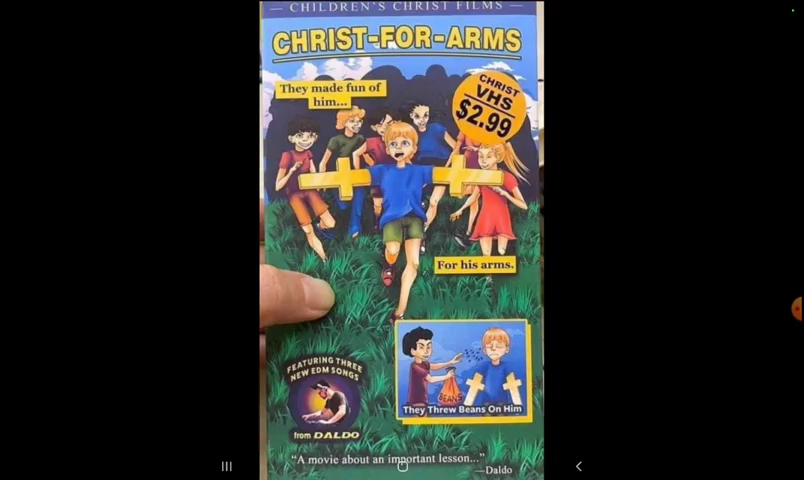 — CHILDREN'S CHRIST FILMS —
CHRIST-FOR-ARMS
They made fun of
him...
CHRIST
VHS
$2.99
For his arms.
FEATURING THREE
NEW EDM SONGS
from DALDO
BEANS
They Threw Beans On Him
"A movie about an important lesson..."
—Daldo